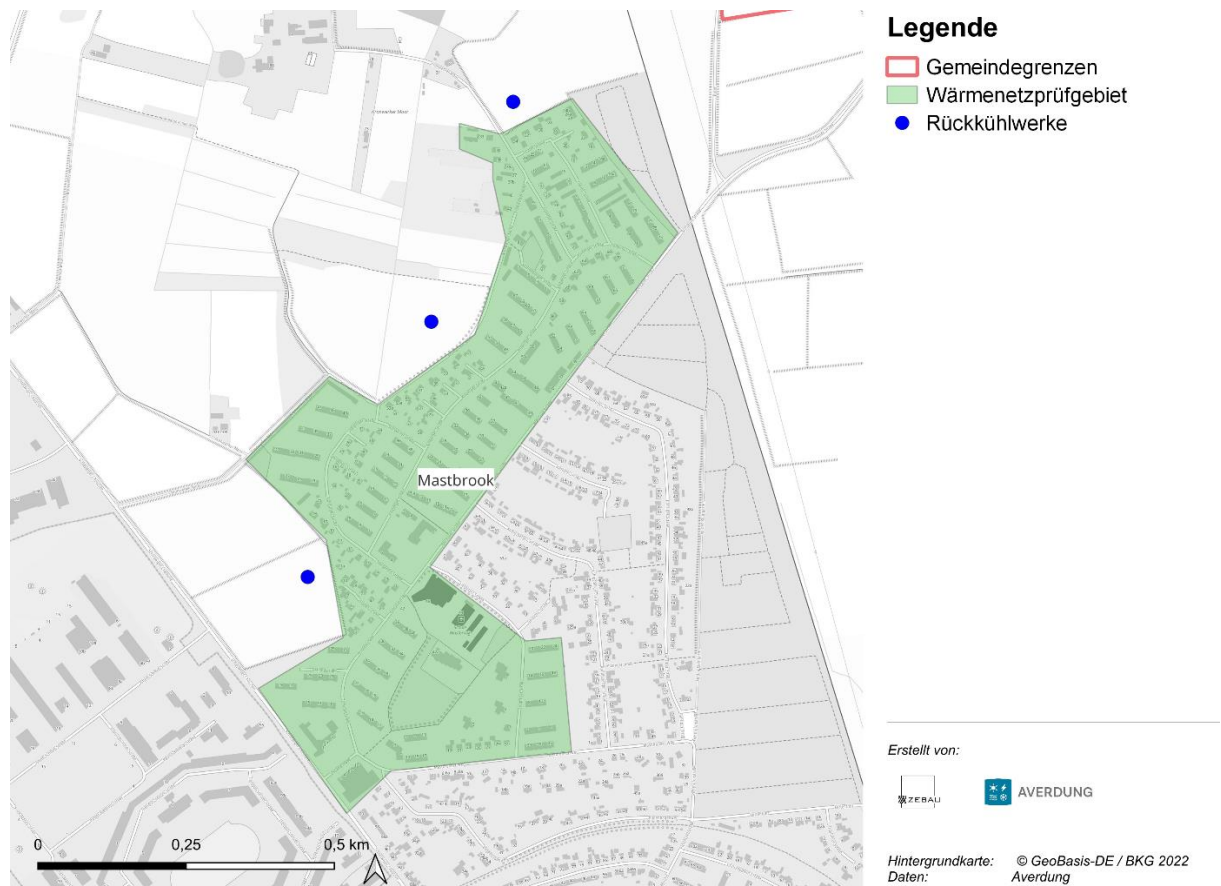 Legende
Gemeindegrenzen
Wärmenetzprüfgebiet
Rückkühlwerke
Mastbrook
0 0,25 0,5 km
Erstellt von:
ZEBAU
AVERDUNG
Hintergrundkarte: © GeoBasis-DE / BKG 2022
Daten: Averdung